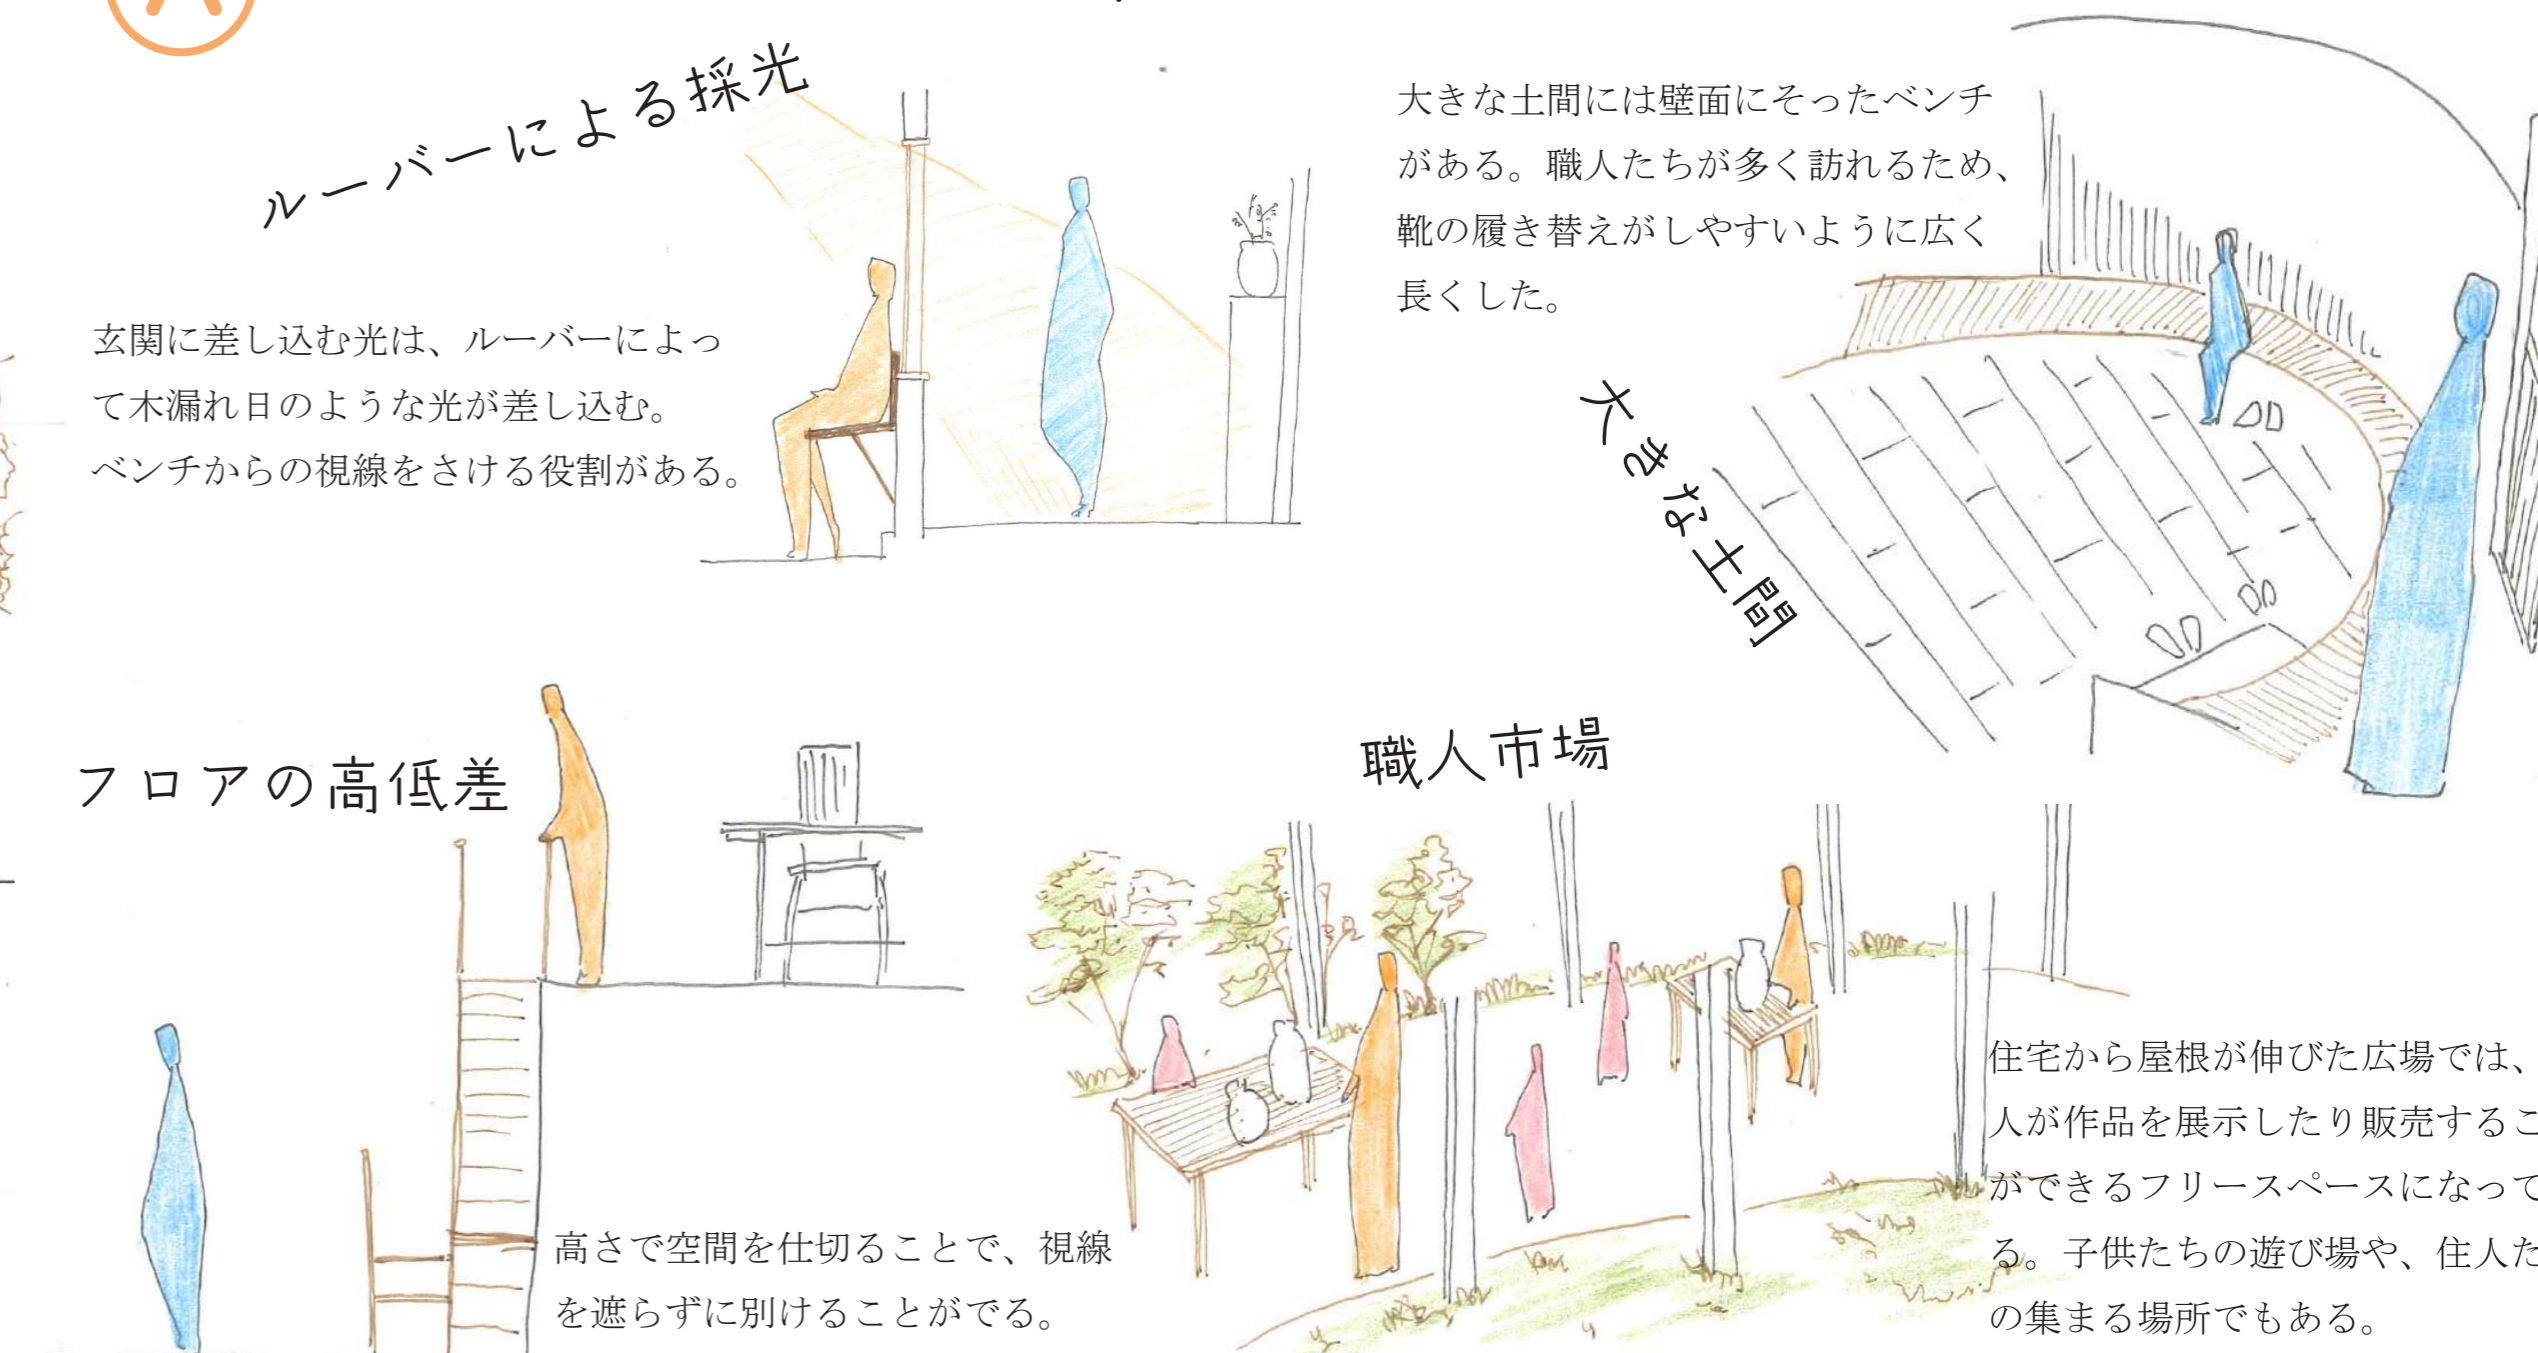 ルーバーによる採光
玄関に差し込む光は、ルーバーによっ
て木漏れ日のような光が差し込む。
ベンチからの視線をさける役割がある。
大きな土間には壁面にそったベンチ
がある。職人たちが多く訪れるため、
靴の履き替えがしやすいように広く
長くした。
大きな土間
フロアの高低差
高さで空間を仕切ることで、視線
を遮らずに別けることがでる。
職人市場
住宅から屋根が伸びた広場では、
人が作品を展示したり販売するこ
ができるフリースペースになって
る。子供たちの遊び場や、住人た
の集まる場所でもある。